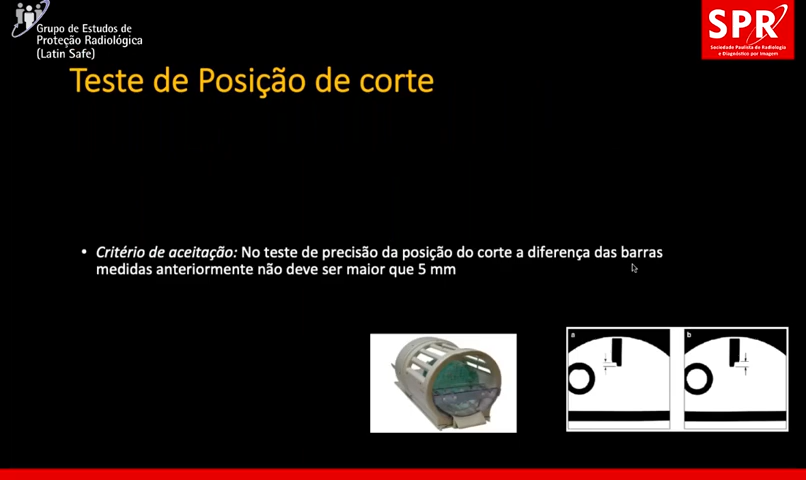 Grupo de Estudos de
Proteção Radiológica
(Latin Safe)
SPR
Sociedade Paulista de Radiologia
e Diagnóstico por Imagem
Teste de Posição de corte
• Critério de aceitação: No teste de precisão da posição do corte a diferença das barras
medidas anteriormente não deve ser maior que 5 mm
a
b